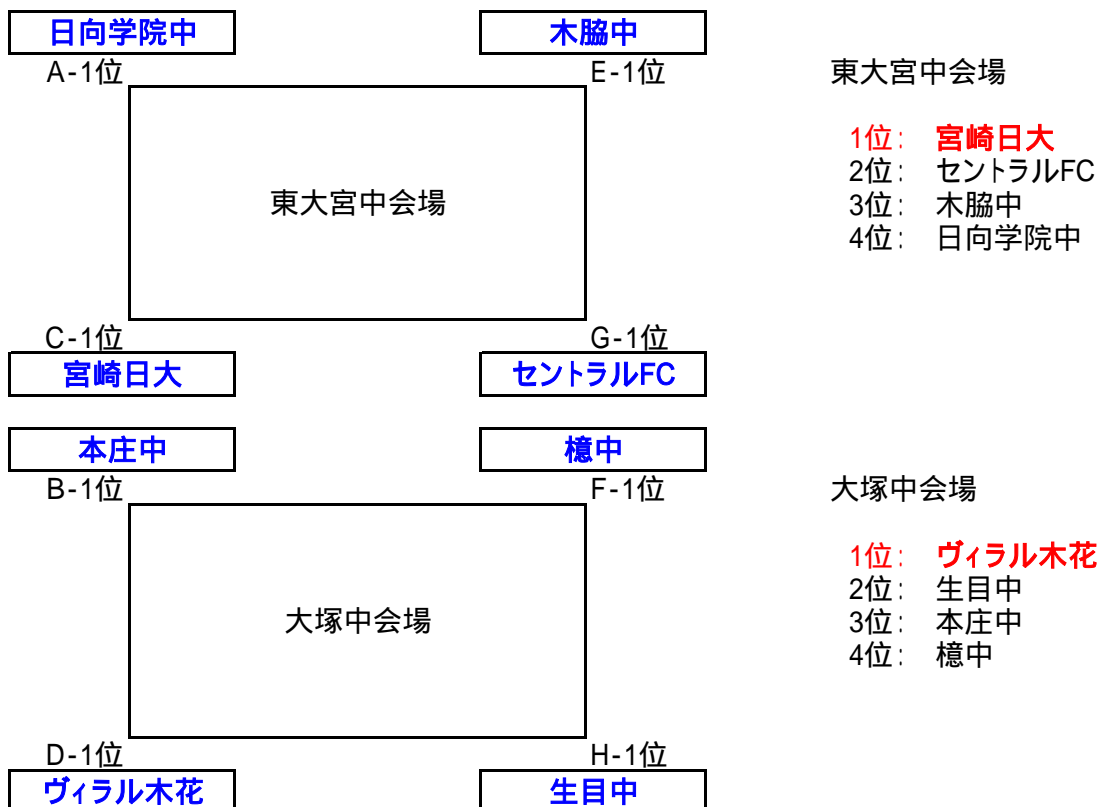 日向学院中 木脇中
A-1位 E-1位 東大宮中会場
1位: 宮崎日大
2位: セントラルFC
東大宮中会場 3位: 木脇中
4位: 日向学院中
C-1位 G-1位
宮崎日大 セントラルFC
本庄中 檍中
B-1位 F-1位 大塚中会場
1位: ヴィラル木花
2位: 生目中
大塚中会場 3位: 本庄中
4位: 檍中
D-1位 H-1位
ヴィラル木花 生目中